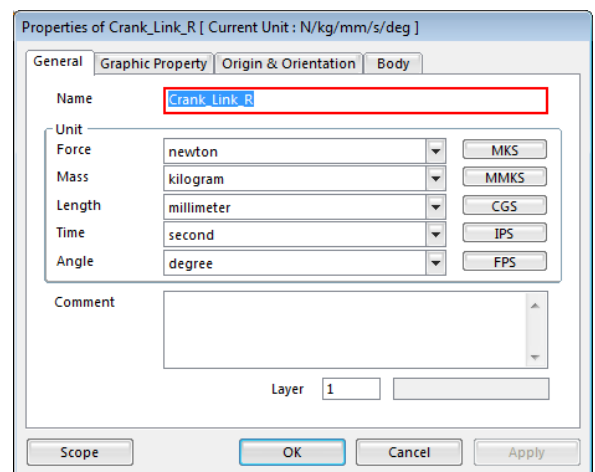 Properties of Crank_Link_R [ Current Unit : N/kg/mm/s/deg ]
General Graphic Property Origin & Orientation Body
Name Crank_Link_R
Unit
Force newton MKS
Mass kilogram MMKS
Length millimeter CGS
Time second IPS
Angle degree FPS
Comment
Layer 1
Scope OK Cancel Apply